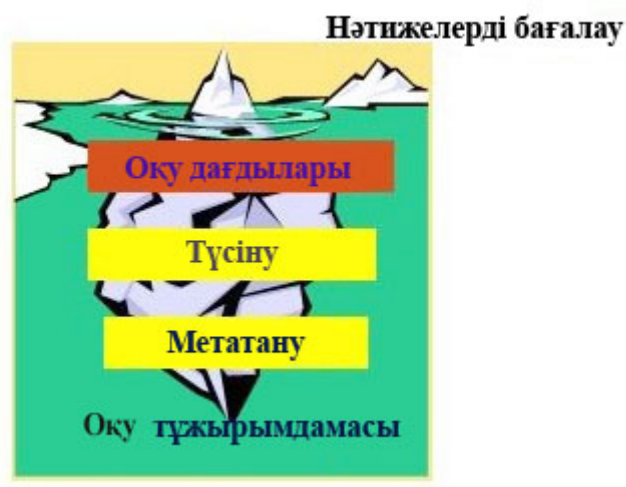 Нәтижелерді бағалау
Оқу дағдылары
Түсіну
Метатану
Оқу тұжырымдамасы